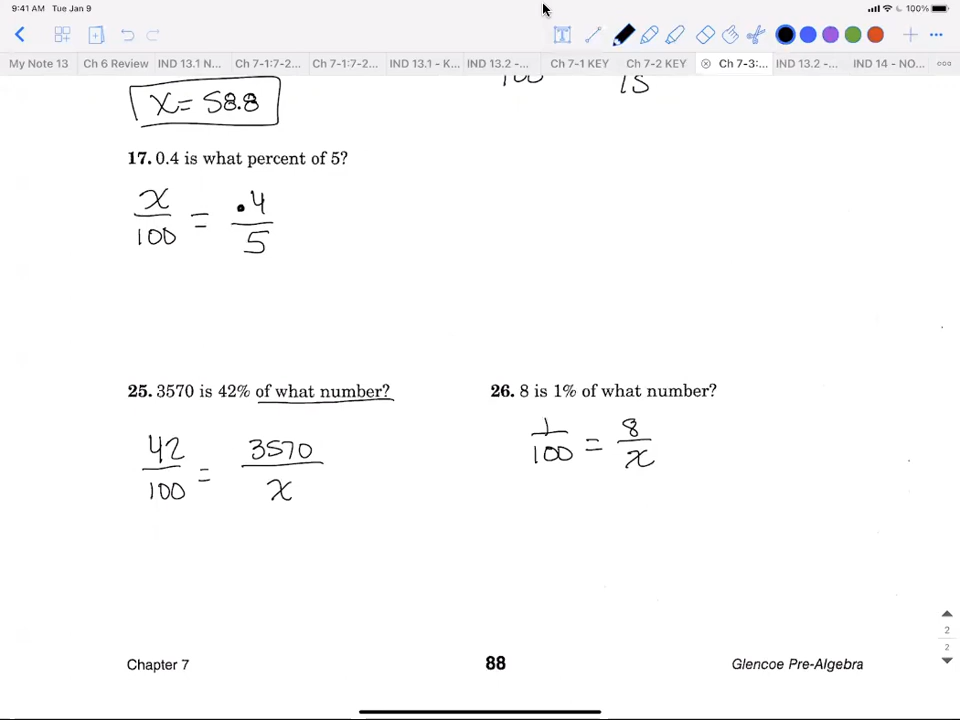 9:41 AM Tue Jan 9
100%
My Note 13 Ch 6 Review IND 13.1 N... Ch 7-1:7-2... Ch 7-1:7-2... IND 13.1 - K... IND 13.2 -... Ch 7-1 KEY Ch 7-2 KEY Ch 7-3:... IND 13.2 -... IND 14 - NO...
x = 58.8
100 15
17. 0.4 is what percent of 5?
x/100 = .4/5
25. 3570 is 42% of what number?
42/100 = 3570/x
26. 8 is 1% of what number?
1/100 = 8/x
2
2
Chapter 7 88 Glencoe Pre-Algebra